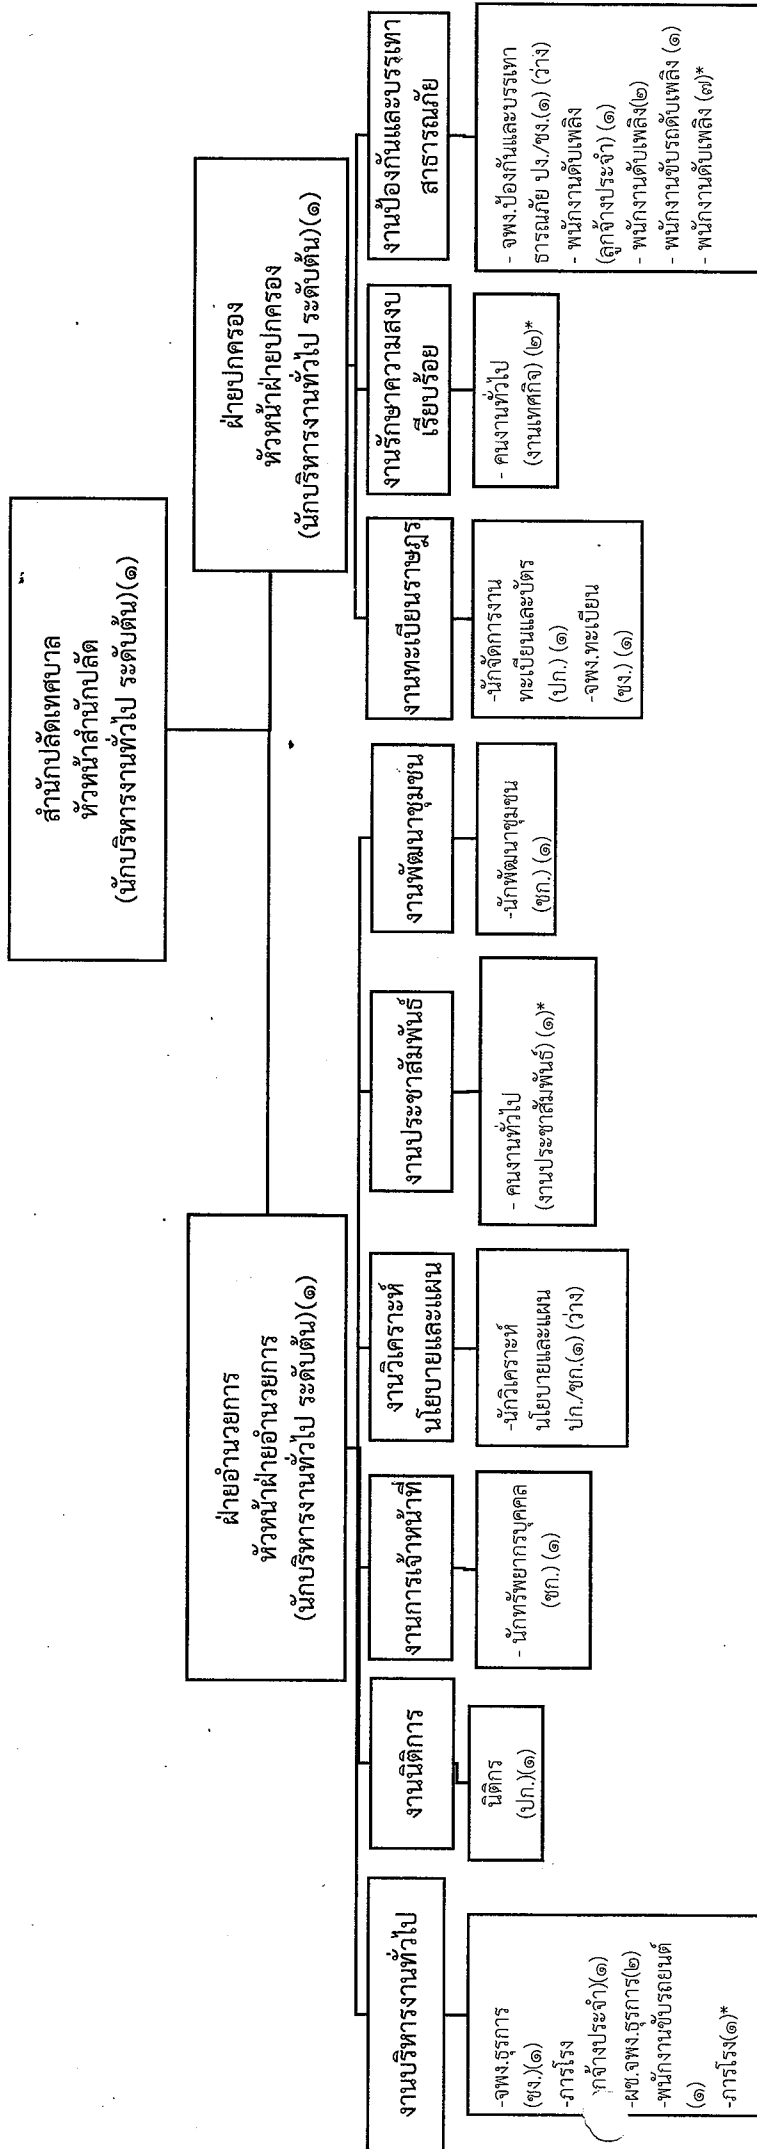 สำนักปลัดเทศบาล
หัวหน้าสำนักปลัด
(นักบริหารงานทั่วไป ระดับต้น)(๑)
ฝ่ายอำนวยการ
หัวหน้าฝ่ายอำนวยการ
(นักบริหารงานทั่วไป ระดับต้น)(๑)
ฝ่ายปกครอง
หัวหน้าฝ่ายปกครอง
(นักบริหารงานทั่วไป ระดับต้น)(๑)
งานบริหารงานทั่วไป
-จพง.ธุรการ
(ชง.)(๑)
-ภารโรง
กจ้างประจำ)(๑)
-ผช.จพง.ธุรการ(๒)
-พนักงานขับรถยนต์
(๑)
-ภารโรง(๑)*
งานนิติการ
นิติกร
(ปก.)(๑)
งานการเจ้าหน้าที่
- นักทรัพยากรบุคคล
(ชก.) (๑)
งานวิเคราะห์
นโยบายและแผน
-นักวิเคราะห์
นโยบายและแผน
ปก./ชก.(๑) (ว่าง)
งานประชาสัมพันธ์
- คนงานทั่วไป
(งานประชาสัมพันธ์) (๑)*
งานพัฒนาชุมชน
-นักพัฒนาชุมชน
(ชก.) (๑)
งานทะเบียนราษฎร
-นักจัดการงาน
ทะเบียนและบัตร
(ปก.) (๑)
-จพง.ทะเบียน
(ชง.) (๑)
งานรักษาความสงบ
เรียบร้อย
- คนงานทั่วไป
(งานเทศกิจ) (๒)*
งานป้องกันและบรรเทา
สาธารณภัย
- จพง.ป้องกันและบรรเทา
ธารณภัย ปง./ชง.(๑) (ว่าง)
- พนักงานดับเพลิง
(ลูกจ้างประจำ) (๑)
- พนักงานดับเพลิง(๒)
- พนักงานขับรถดับเพลิง (๑)
- พนักงานดับเพลิง (๗)*